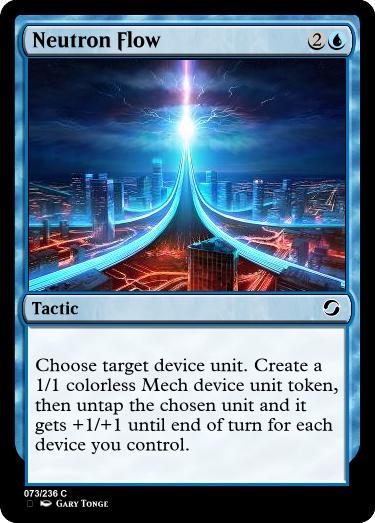 Neutron Flow 2
Tactic
Choose target device unit. Create a
1/1 colorless Mech device unit token,
then untap the chosen unit and it
gets +1/+1 until end of turn for each
device you control.
073/236 C
Gary Tonge